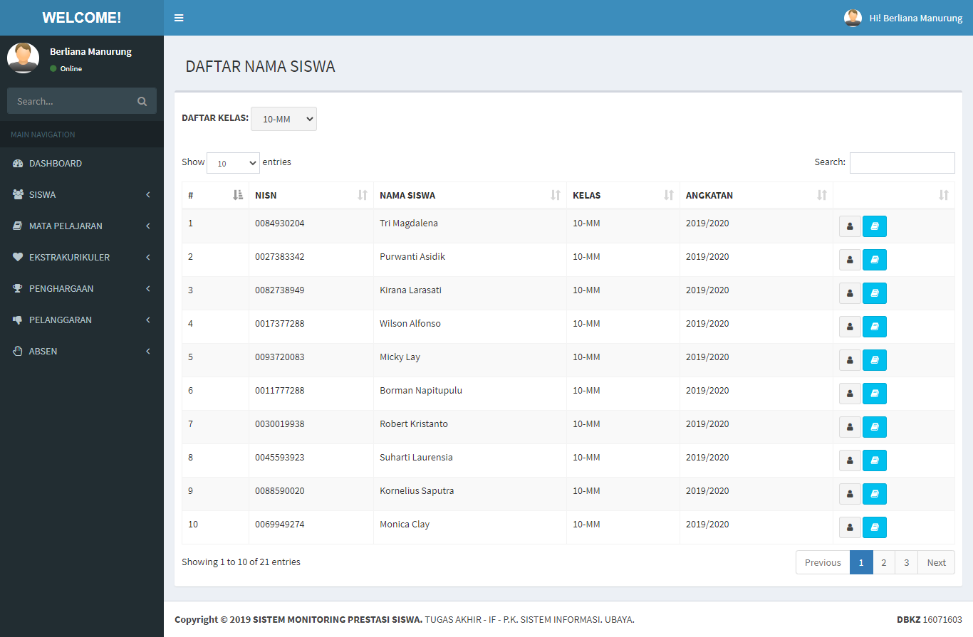 WELCOME!
Hi! Berliana Manurung
Berliana Manurung
Online
Search...
MAIN NAVIGATION
DASHBOARD
SISWA
MATA PELAJARAN
EKSTRAKURIKULER
PENGHARGAAN
PELANGGARAN
ABSEN
DAFTAR NAMA SISWA
DAFTAR KELAS: 10-MM
Show 10 entries Search:
# NISN NAMA SISWA KELAS ANGKATAN
1 0084930204 Tri Magdalena 10-MM 2019/2020
2 0027383342 Purwanti Asidik 10-MM 2019/2020
3 0082738949 Kirana Larasati 10-MM 2019/2020
4 0017377288 Wilson Alfonso 10-MM 2019/2020
5 0093720083 Micky Lay 10-MM 2019/2020
6 0011777288 Borman Napitupulu 10-MM 2019/2020
7 0030019938 Robert Kristanto 10-MM 2019/2020
8 0045593923 Suharti Laurensia 10-MM 2019/2020
9 0088590020 Kornelius Saputra 10-MM 2019/2020
10 0069949274 Monica Clay 10-MM 2019/2020
Showing 1 to 10 of 21 entries Previous 1 2 3 Next
Copyright © 2019 SISTEM MONITORING PRESTASI SISWA. TUGAS AKHIR - IF - P.K. SISTEM INFORMASI, UBAYA. DBKZ 16071603